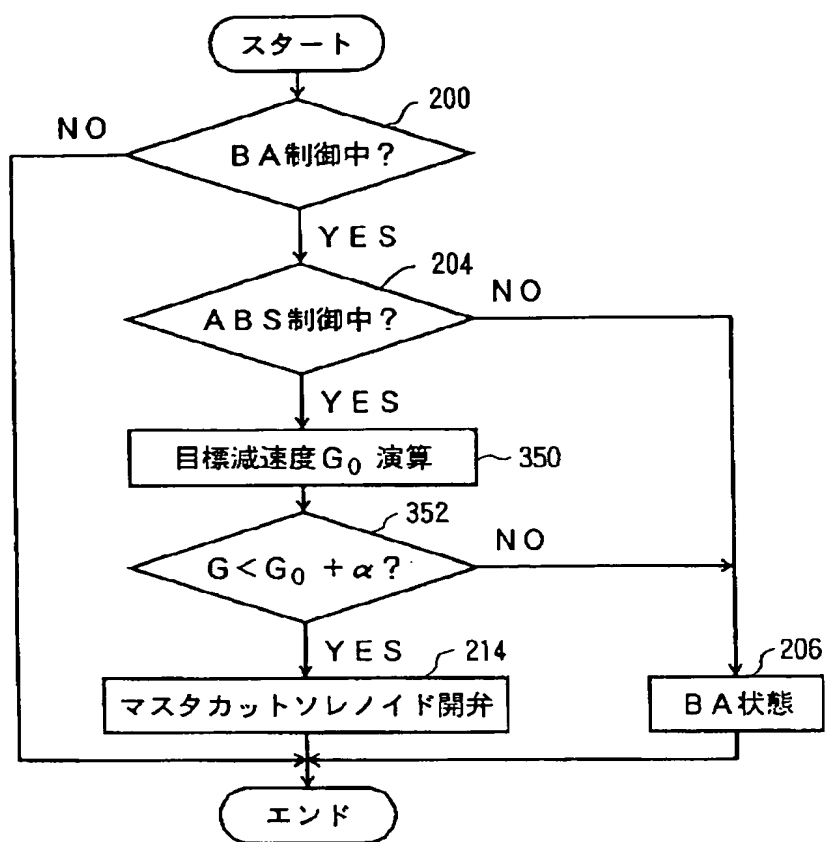 スタート
200
NO
BA制御中？
YES
204
NO
ABS制御中？
YES
目標減速度G₀ 演算
350
352
NO
G＜G₀ ＋α？
YES
214
206
マスタカットソレノイド開弁
BA状態
エンド